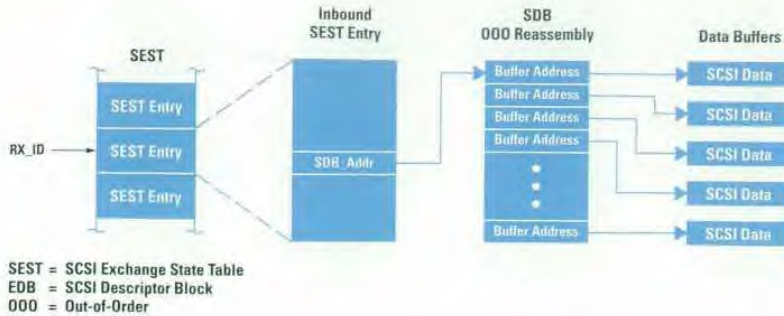 SEST
Inbound
SEST Entry
SDB
OOO Reassembly
Data Buffers
RX_ID
SEST Entry
SEST Entry
SEST Entry
SDB_Addr
Buffer Address
Buffer Address
Buffer Address
Buffer Address
Buffer Address
SCSI Data
SCSI Data
SCSI Data
SCSI Data
SCSI Data
SEST = SCSI Exchange State Table
EDB = SCSI Descriptor Block
OOO = Out-of-Order